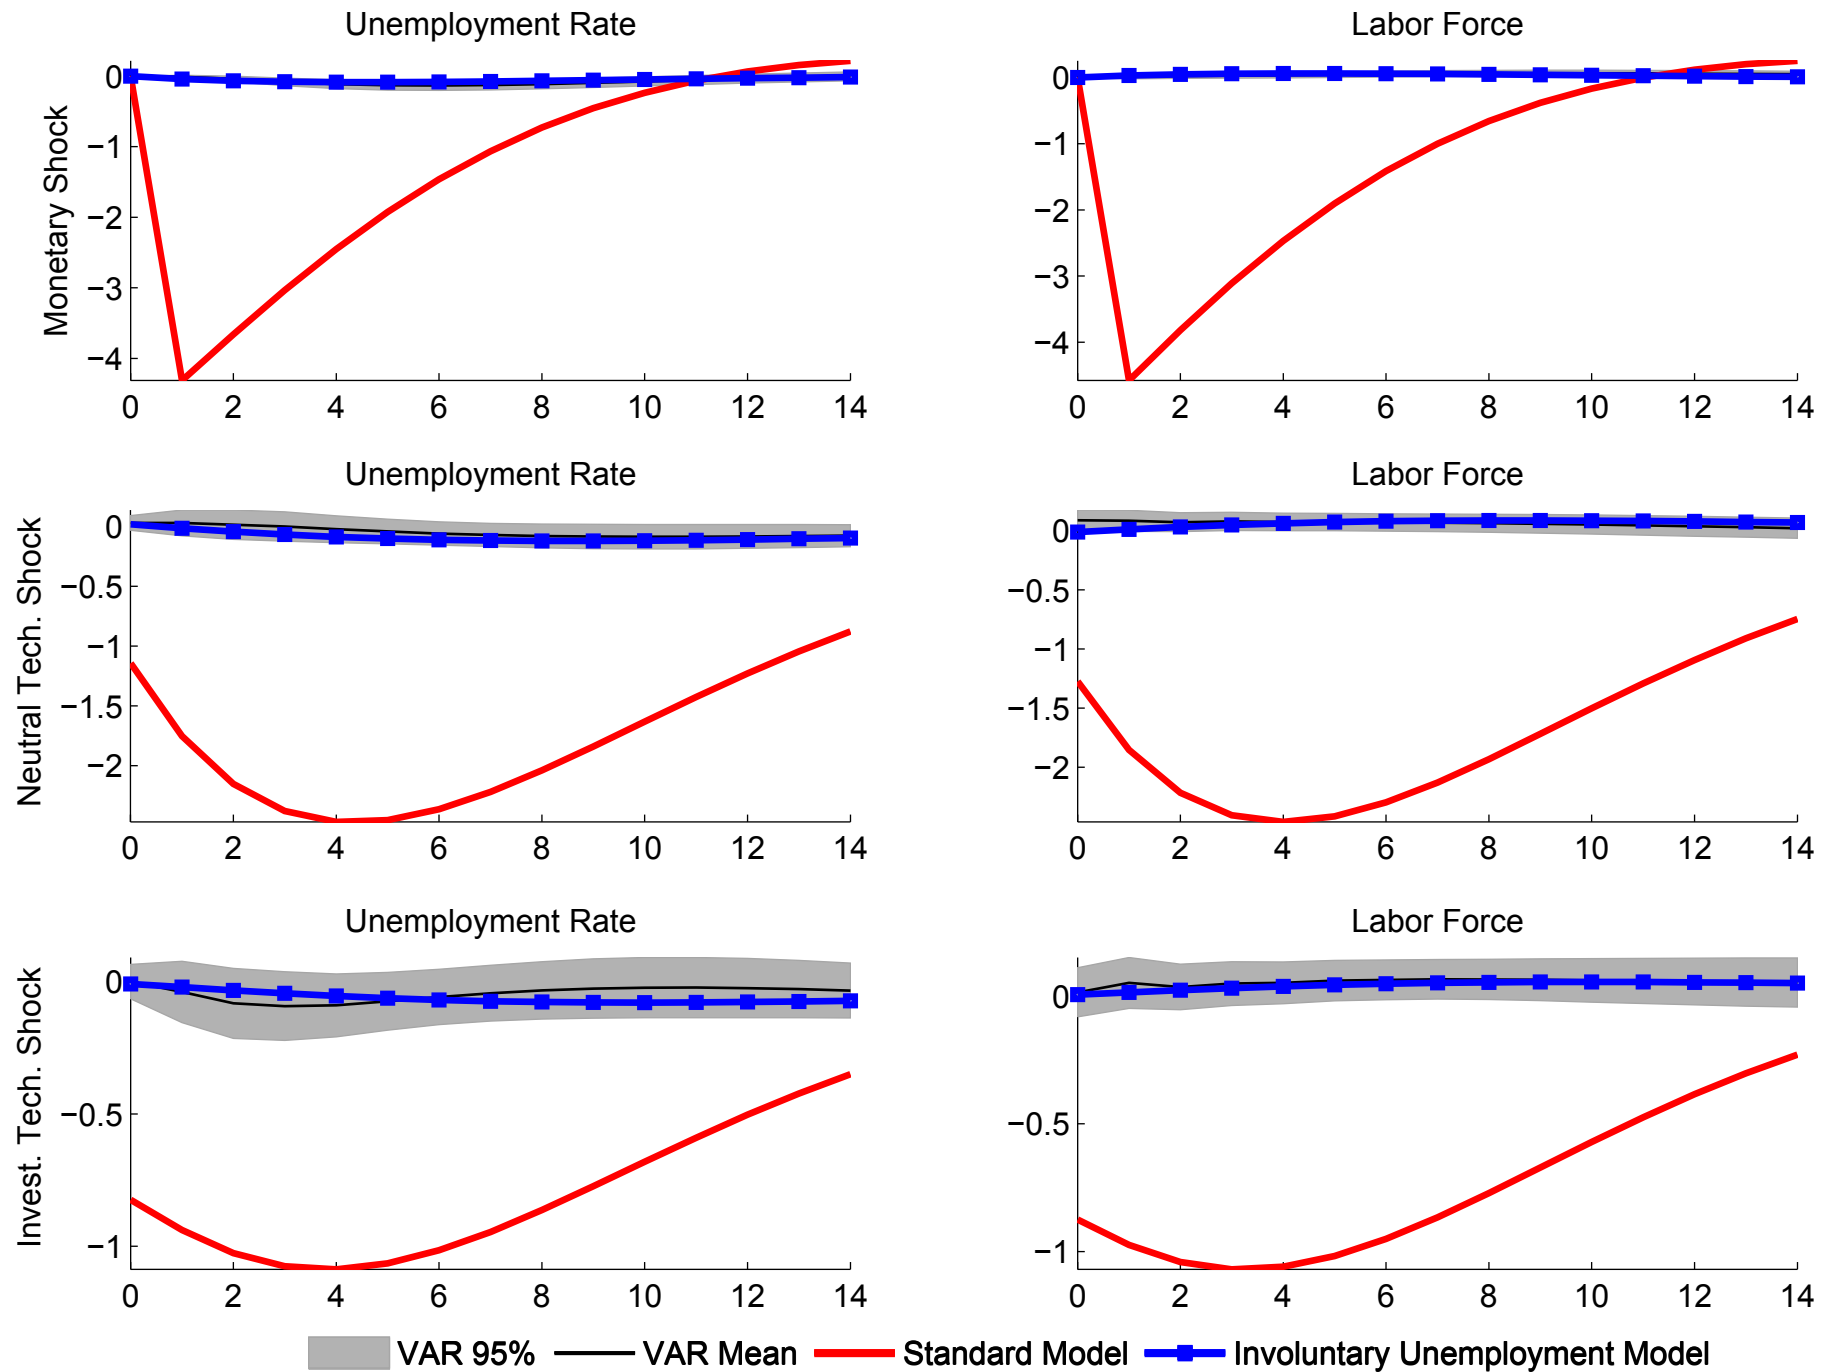 Unemployment Rate
Labor Force
Monetary Shock
0
−1
−2
−3
−4
0 2 4 6 8 10 12 14
0
−1
−2
−3
−4
0 2 4 6 8 10 12 14
Unemployment Rate
Labor Force
Neutral Tech. Shock
0
−0.5
−1
−1.5
−2
0 2 4 6 8 10 12 14
0
−0.5
−1
−1.5
−2
0 2 4 6 8 10 12 14
Unemployment Rate
Labor Force
Invest. Tech. Shock
0
−0.5
−1
0 2 4 6 8 10 12 14
0
−0.5
−1
0 2 4 6 8 10 12 14
VAR 95% VAR Mean Standard Model Involuntary Unemployment Model